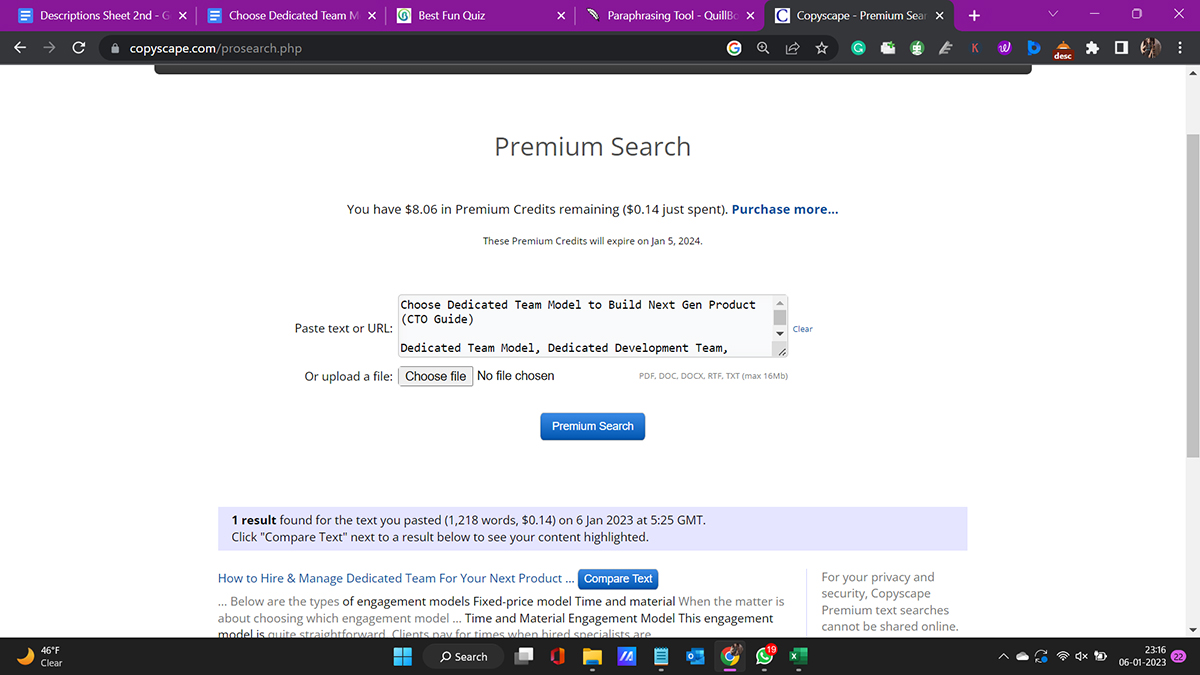 Descriptions Sheet 2nd - G
Choose Dedicated Team M
Best Fun Quiz
Paraphrasing Tool - QuillBo
Copyscape - Premium Sear
copyscape.com/prosearch.php
desc
Premium Search
You have $8.06 in Premium Credits remaining ($0.14 just spent). Purchase more...
These Premium Credits will expire on Jan 5, 2024.
Paste text or URL:
Choose Dedicated Team Model to Build Next Gen Product
(CTO Guide)
Dedicated Team Model, Dedicated Development Team,
Clear
Or upload a file:
Choose file
No file chosen
PDF, DOC, DOCX, RTF, TXT (max 16Mb)
Premium Search
1 result found for the text you pasted (1,218 words, $0.14) on 6 Jan 2023 at 5:25 GMT.
Click "Compare Text" next to a result below to see your content highlighted.
How to Hire & Manage Dedicated Team For Your Next Product ...
Compare Text
... Below are the types of engagement models Fixed-price model Time and material When the matter is
about choosing which engagement model ... Time and Material Engagement Model This engagement
model is quite straightforward. Clients pay for times when hired specialists are
For your privacy and
security, Copyscape
Premium text searches
cannot be shared online.
46°F
Clear
Search
19
23:16
06-01-2023
22